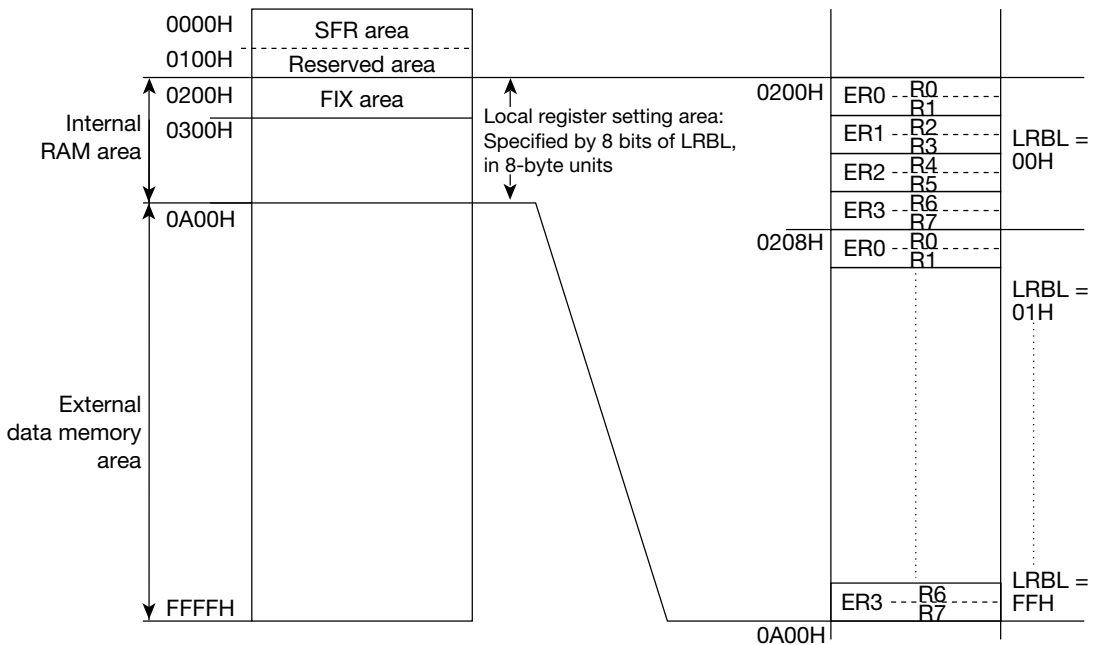 0000H
SFR area
0100H
Reserved area
0200H
FIX area
0300H
Internal
RAM area
Local register setting area:
Specified by 8 bits of LRBL,
in 8-byte units
0A00H
External
data memory
area
FFFFH
0200H
ER0
R0
R1
ER1
R2
R3
ER2
R4
R5
ER3
R6
R7
LRBL =
00H
0208H
ER0
R0
R1
LRBL =
01H
ER3
R6
R7
LRBL =
FFH
0A00H